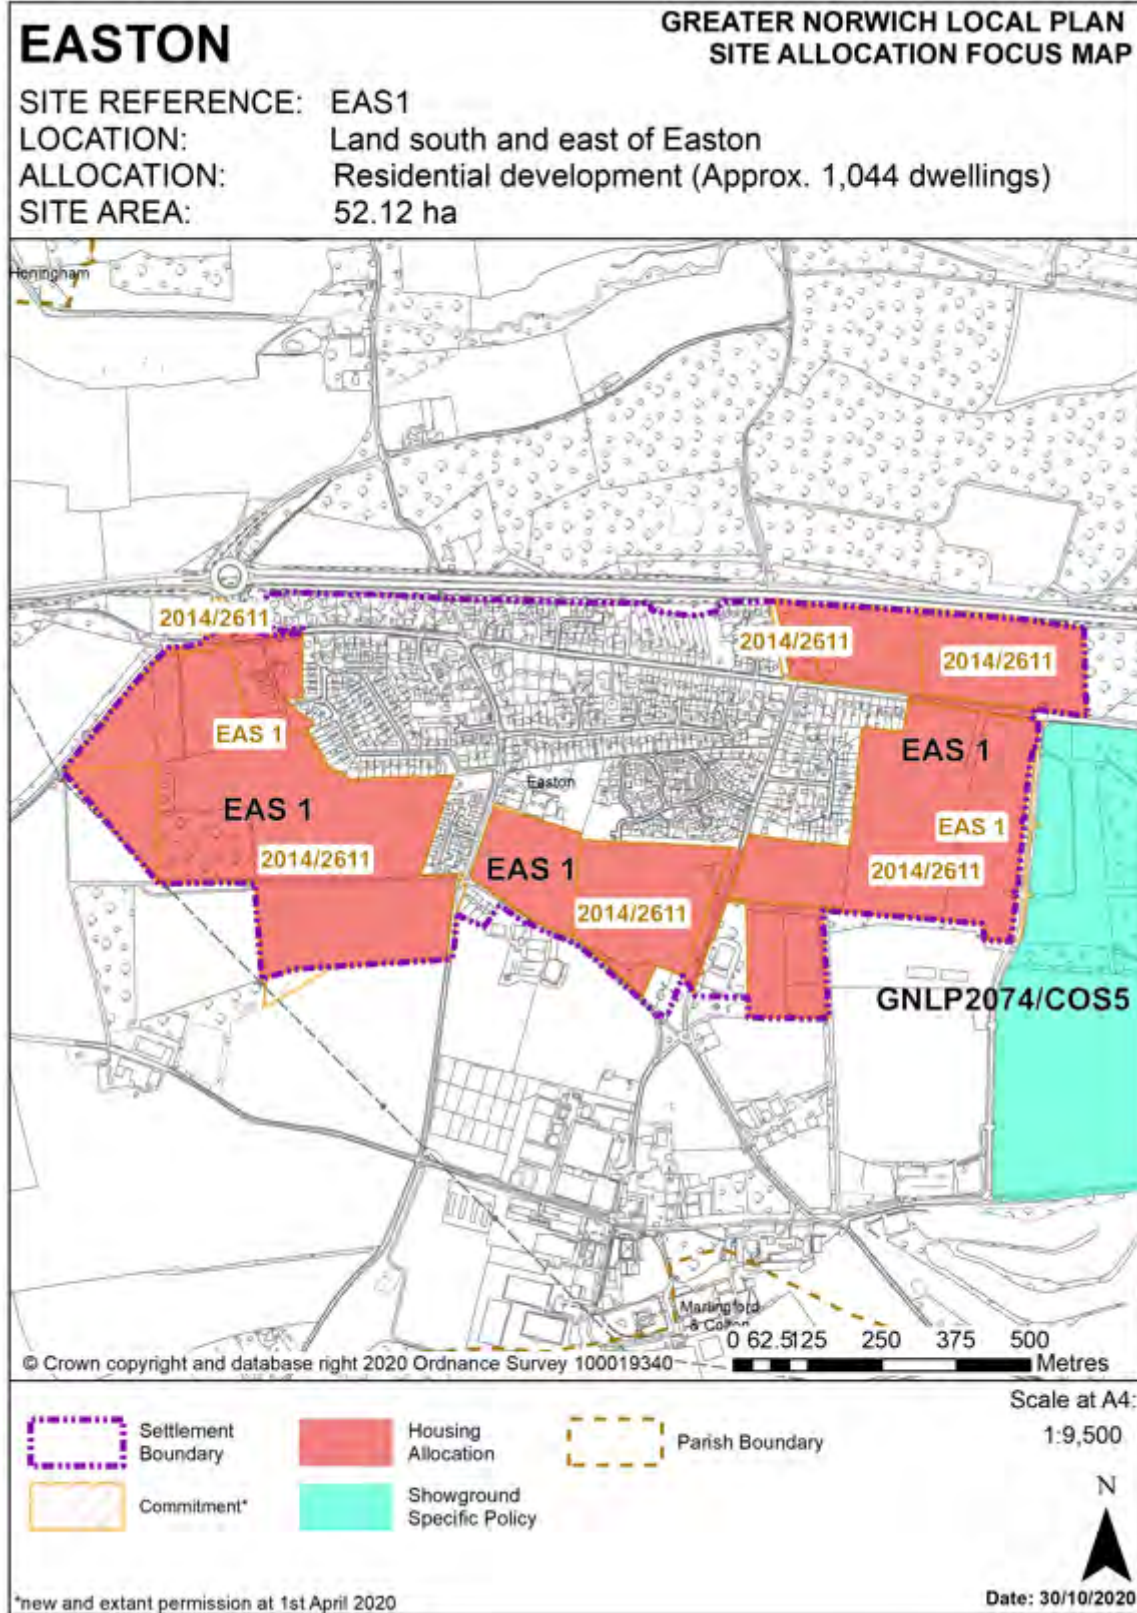 EASTON
GREATER NORWICH LOCAL PLAN
SITE ALLOCATION FOCUS MAP
SITE REFERENCE: EAS1
LOCATION: Land south and east of Easton
ALLOCATION: Residential development (Approx. 1,044 dwellings)
SITE AREA: 52.12 ha
Honingham
2014/2611
2014/2611
2014/2611
EAS 1
EAS 1
EAS 1
Easton
EAS 1
2014/2611
EAS 1
2014/2611
2014/2611
GNLP2074/COS5
Marlingford
& Colton
0 62.5 125 250 375 500
Metres
© Crown copyright and database right 2020 Ordnance Survey 100019340
Settlement
Boundary
Housing
Allocation
Parish Boundary
Commitment*
Showground
Specific Policy
Scale at A4:
1:9,500
N
*new and extant permission at 1st April 2020
Date: 30/10/2020